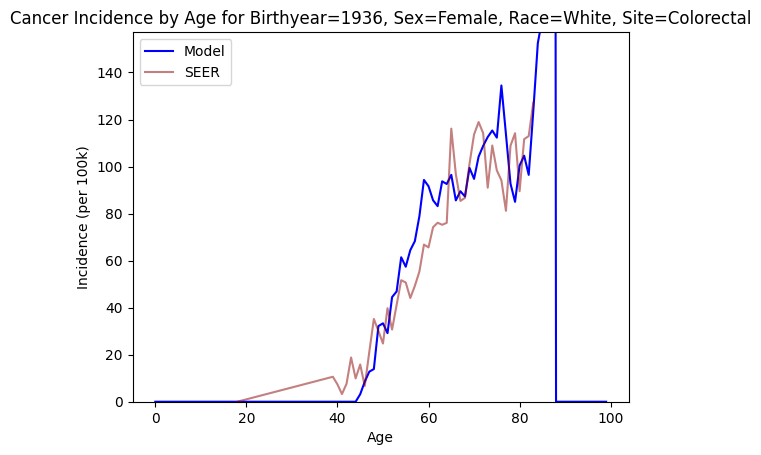 Cancer Incidence by Age for Birthyear=1936, Sex=Female, Race=White, Site=Colorectal
Model
SEER
Incidence (per 100k)
140
120
100
80
60
40
20
0
0 20 40 60 80 100
Age